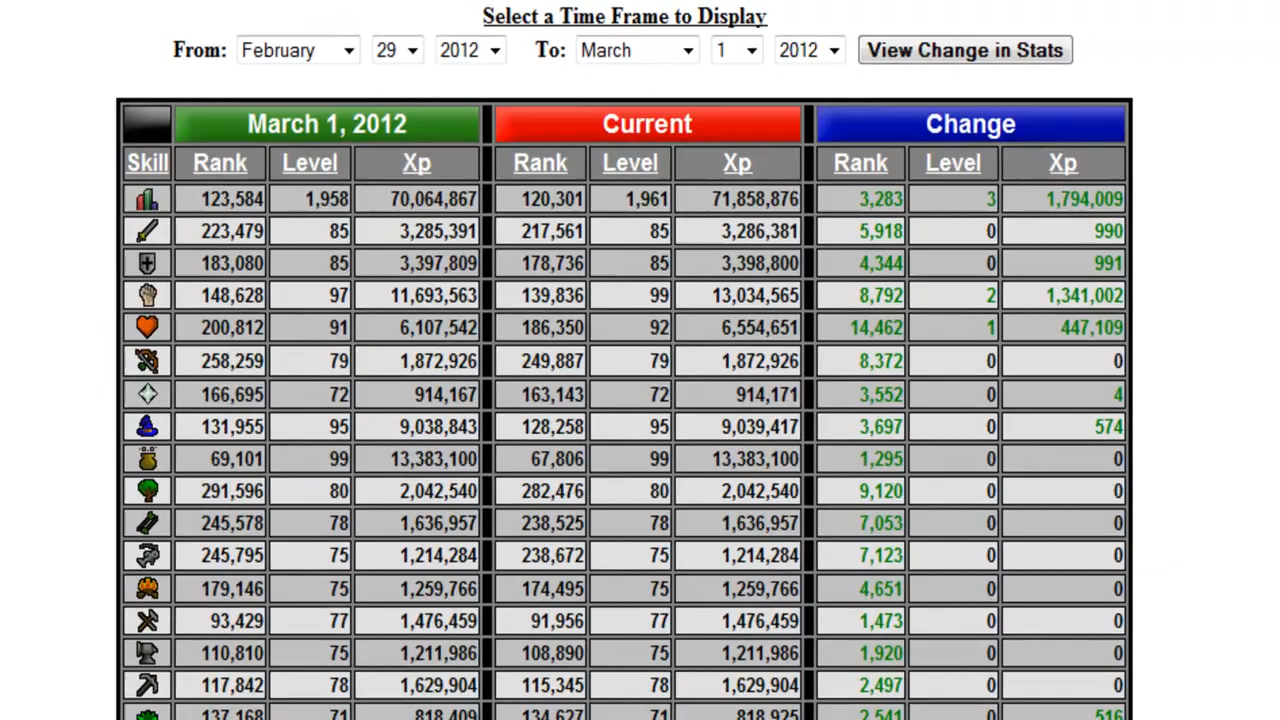 Select a Time Frame to Display
From: February 29 2012 To: March 1 2012 View Change in Stats
March 1, 2012 Current Change
Skill Rank Level Xp Rank Level Xp Rank Level Xp
123,584 1,958 70,064,867 120,301 1,961 71,858,876 3,283 3 1,794,009
223,479 85 3,285,391 217,561 85 3,286,381 5,918 0 990
183,080 85 3,397,809 178,736 85 3,398,800 4,344 0 991
148,628 97 11,693,563 139,836 99 13,034,565 8,792 2 1,341,002
200,812 91 6,107,542 186,350 92 6,554,651 14,462 1 447,109
258,259 79 1,872,926 249,887 79 1,872,926 8,372 0 0
166,695 72 914,167 163,143 72 914,171 3,552 0 4
131,955 95 9,038,843 128,258 95 9,039,417 3,697 0 574
69,101 99 13,383,100 67,806 99 13,383,100 1,295 0 0
291,596 80 2,042,540 282,476 80 2,042,540 9,120 0 0
245,578 78 1,636,957 238,525 78 1,636,957 7,053 0 0
245,795 75 1,214,284 238,672 75 1,214,284 7,123 0 0
179,146 75 1,259,766 174,495 75 1,259,766 4,651 0 0
93,429 77 1,476,459 91,956 77 1,476,459 1,473 0 0
110,810 75 1,211,986 108,890 75 1,211,986 1,920 0 0
117,842 78 1,629,904 115,345 78 1,629,904 2,497 0 0
137,168 71 818,409 134,627 71 818,925 2,541 0 516